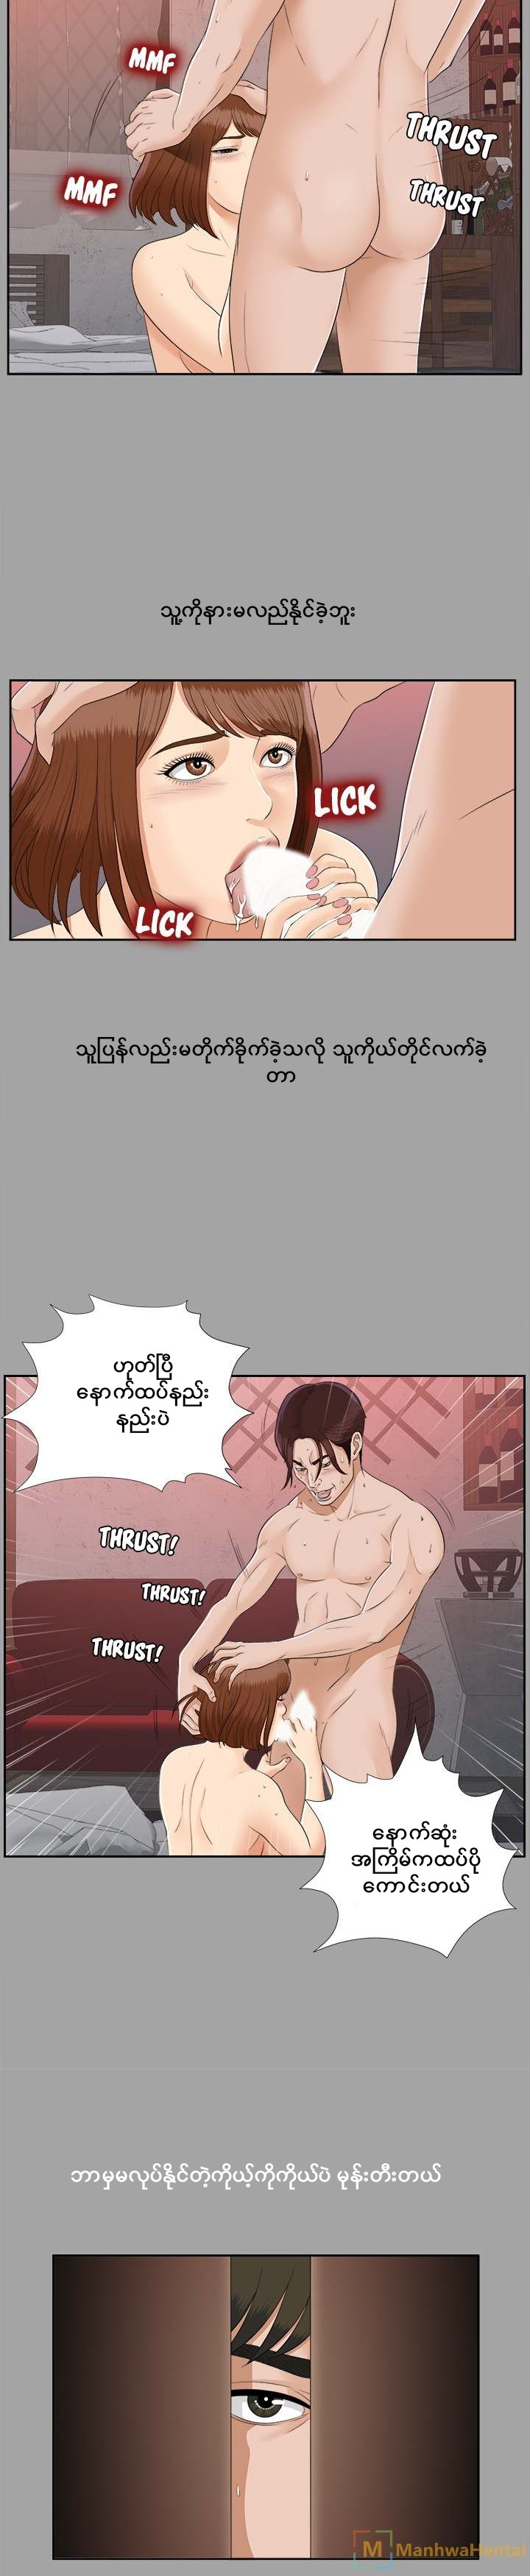 MMF
THRUST
MMF
THRUST
သူ့ကိုနားမလည်နိုင်ခဲ့ဘူး
LICK
LICK
သူပြန်လည်းမတိုက်ခိုက်ခဲ့သလို သူကိုယ်တိုင်လက်ခဲ့
တာ
ဟုတ်ပြီ
နောက်ထပ်နည်း
နည်းပဲ
THRUST!
THRUST!
THRUST!
နောက်ဆုံး
အကြိမ်ကထပ်ပို
ကောင်းတယ်
ဘာမှမလုပ်နိုင်တဲ့ကိုယ့်ကိုကိုယ်ပဲ မုန်းတီးတယ်
M ManhwaHentai